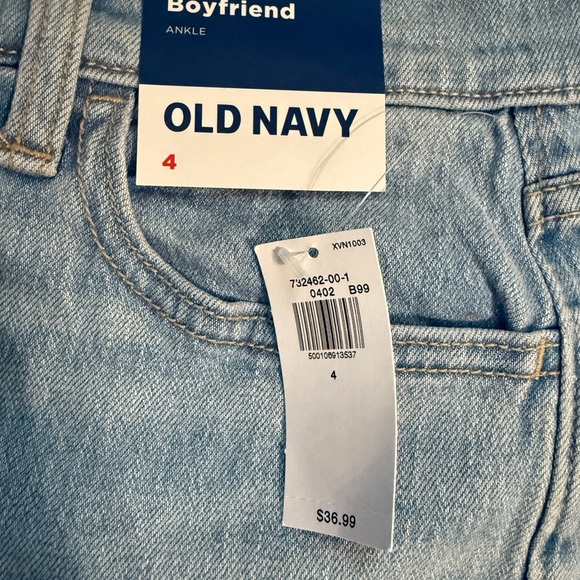 Boyfriend
ANKLE
OLD NAVY
4
XVN1003
732462-00-1
0402 B99
500106913537
4
$36.99